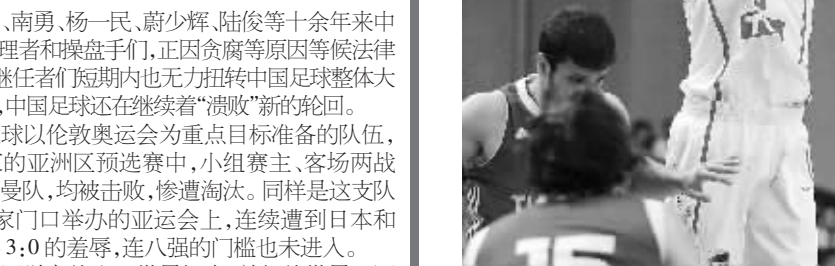 、南勇、杨一民、蔚少辉、陆俊等十余年来中
理者和操盘手们,正因贪腐等原因等候法律
继任者们短期内也无力扭转中国足球整体大
,中国足球还在继续着“溃败”新的轮回。
球以伦敦奥运会为重点目标准备的队伍,
的亚洲区预选赛中,小组赛主、客场两战
曼队,均被击败,惨遭淘汰。同样是这支队
家门口举办的亚运会上,连续遭到日本和
3:0的羞辱,连八强的门槛也未进入。
15